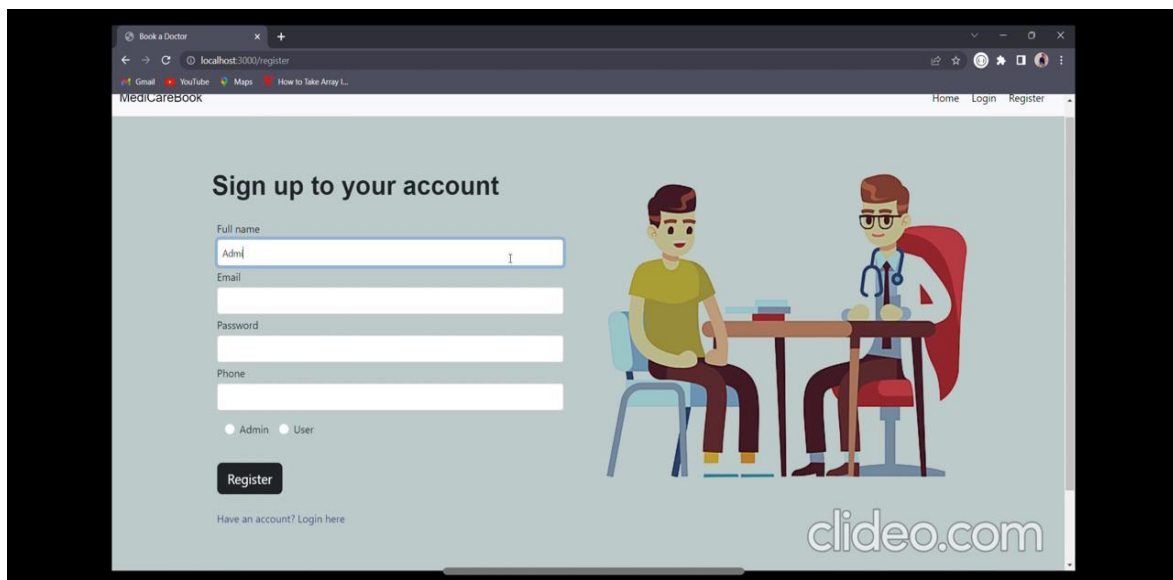 Book a Doctor
localhost:3000/register
Gmail YouTube Maps How to Take Array I...
MediCareBook Home Login Register
Sign up to your account
Full name
Admi
Email
Password
Phone
Admin User
Register
Have an account? Login here
clideo.com